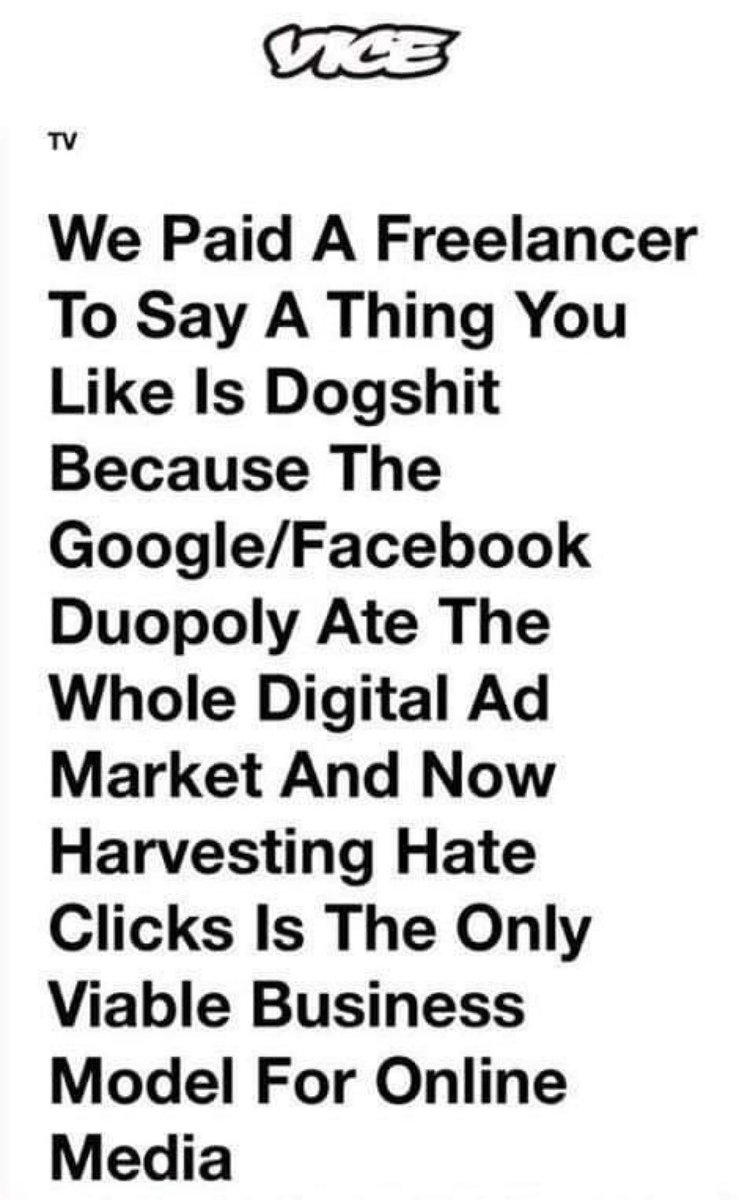 VICE
TV
We Paid A Freelancer
To Say A Thing You
Like Is Dogshit
Because The
Google/Facebook
Duopoly Ate The
Whole Digital Ad
Market And Now
Harvesting Hate
Clicks Is The Only
Viable Business
Model For Online
Media